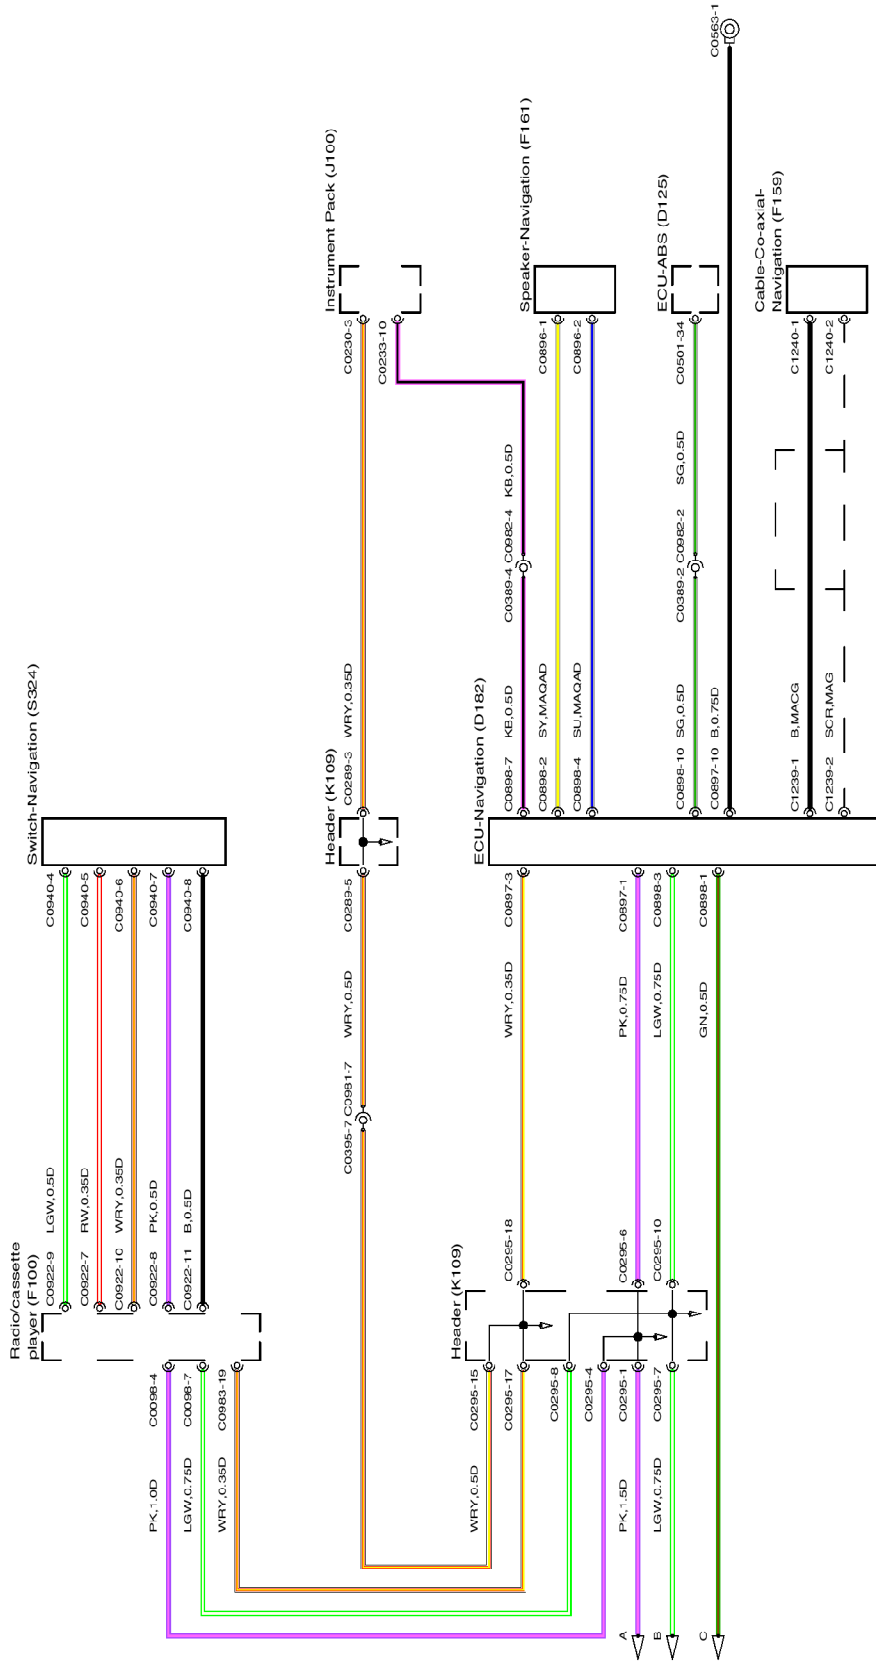 C0563-1
Instrument Pack (J100)
C0230-3
C0233-10
Speaker-Navigation (F161)
C0896-1
C0896-2
ECU-ABS (D125)
C0501-34
Cable-Co-axial-
Navigation (F159)
C1240-1
C1240-2
KB,0.5D
C0982-4
C0389-4
KB,0.5D
C0898-7
SY,MAQAD
C0898-2
SU,MAQAD
C0898-4
SG,0.5D
C0982-2
C0389-2
SG,0.5D
C0898-10
B,0.75D
C0897-10
B,MACG
C1239-1
SCR,MAG
C1239-2
WRY,0.35D
C0289-3
Switch-Navigation (S324)
C0940-4
C0940-5
C0940-6
C0940-7
C0940-8
Header (K109)
C0289-5
WRY,0.5D
C0981-7
C0395-7
ECU-Navigation (D182)
C0897-3
WRY,0.35D
C0295-18
C0897-1
PK,0.75D
C0295-6
C0898-3
LGW,0.75D
C0295-10
C0898-1
GN,0.5D
LGW,0.5D
C0922-9
RW,0.35D
C0922-7
WRY,0.35D
C0922-10
PK,0.5D
C0922-8
B,0.5D
C0922-11
Radio/cassette
player (F100)
C0098-4
PK,1.0D
C0098-7
LGW,0.75D
C0983-19
WRY,0.35D
Header (K109)
C0295-15
WRY,0.5D
C0295-17
C0295-8
C0295-4
C0295-1
PK,1.5D
C0295-7
LGW,0.75D
A
B
C